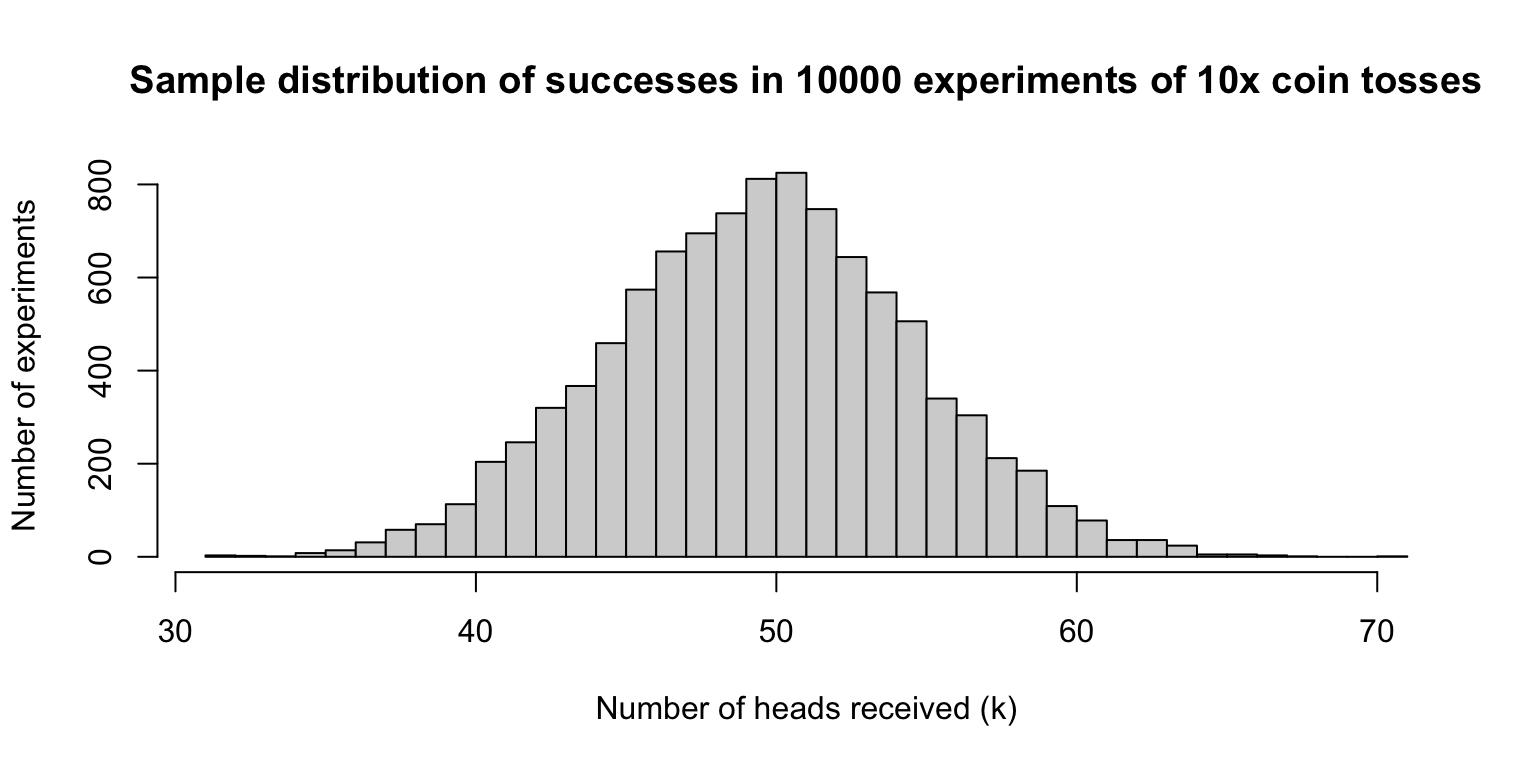 Sample distribution of successes in 10000 experiments of 10x coin tosses
Number of experiments
800
600
400
200
0
30 40 50 60 70
Number of heads received (k)